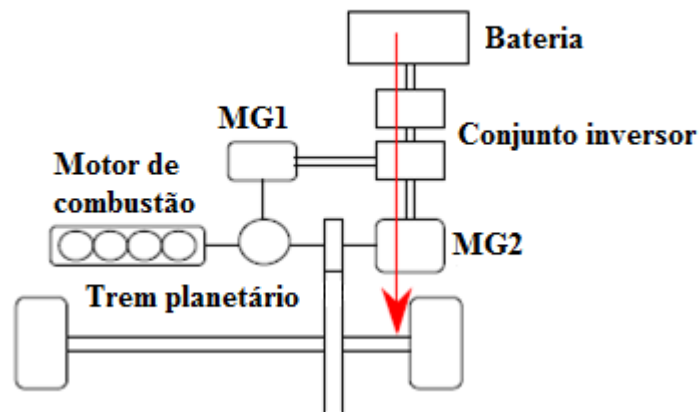 Bateria
MG1
Conjunto inversor
Motor de
combustão
MG2
Trem planetário